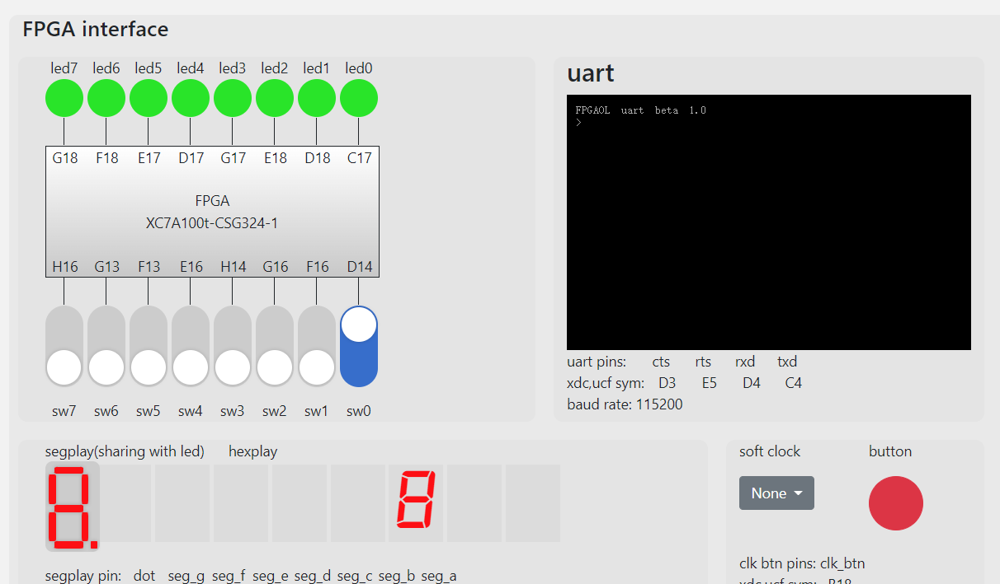 FPGA interface
led7 led6 led5 led4 led3 led2 led1 led0
G18 F18 E17 D17 G17 E18 D18 C17
FPGA
XC7A100t-CSG324-1
H16 G13 F13 E16 H14 G16 F16 D14
sw7 sw6 sw5 sw4 sw3 sw2 sw1 sw0
uart
FPGAOL uart beta 1.0
>
uart pins: cts rts rxd txd
xdc,ucf sym: D3 E5 D4 C4
baud rate: 115200
segplay(sharing with led) hexplay
8. 8
segplay pin: dot seg_g seg_f seg_e seg_d seg_c seg_b seg_a
soft clock button
None
clk btn pins: clk_btn
xdc,ucf sym: B18